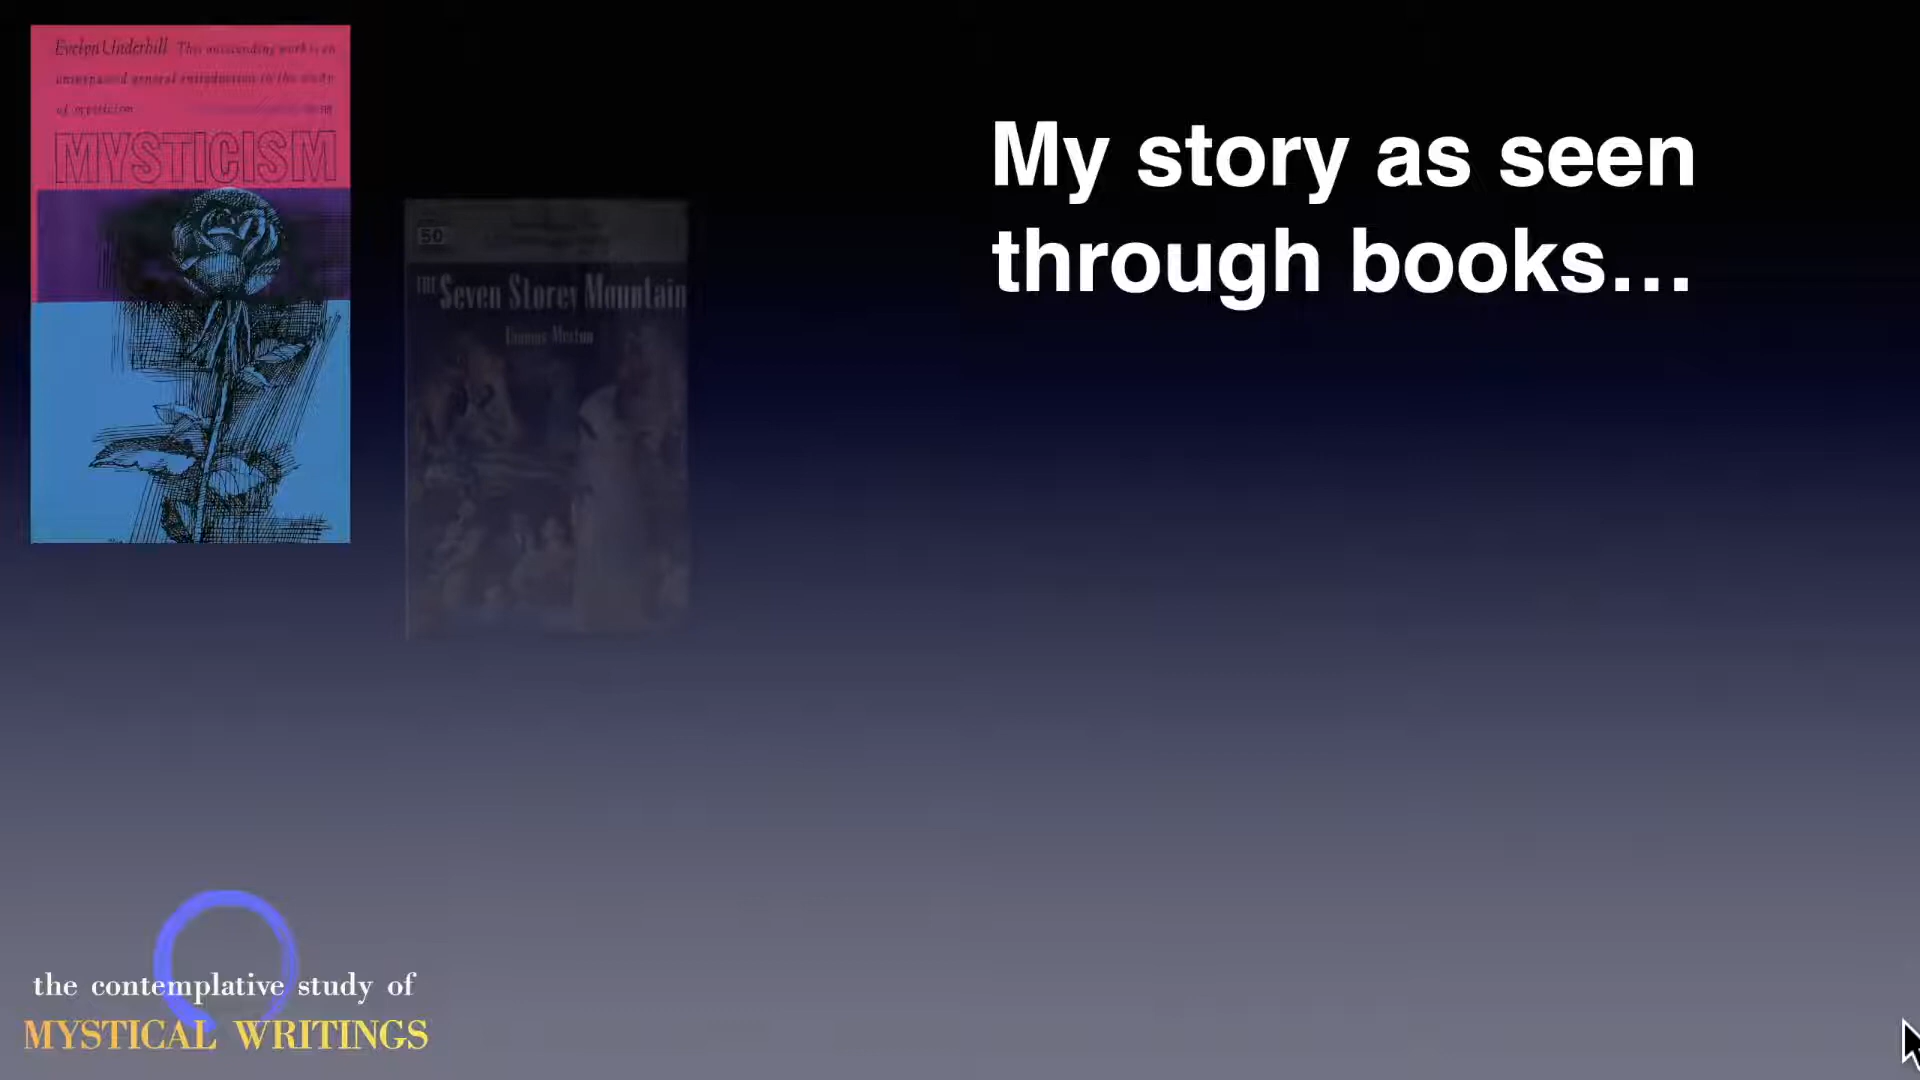 Evelyn Underhill This outstanding work is an
unsurpassed general introduction to the study
of mysticism
MYSTICISM
50
THE Seven Storey Mountain
Thomas Merton
My story as seen
through books…
the contemplative study of
MYSTICAL WRITINGS